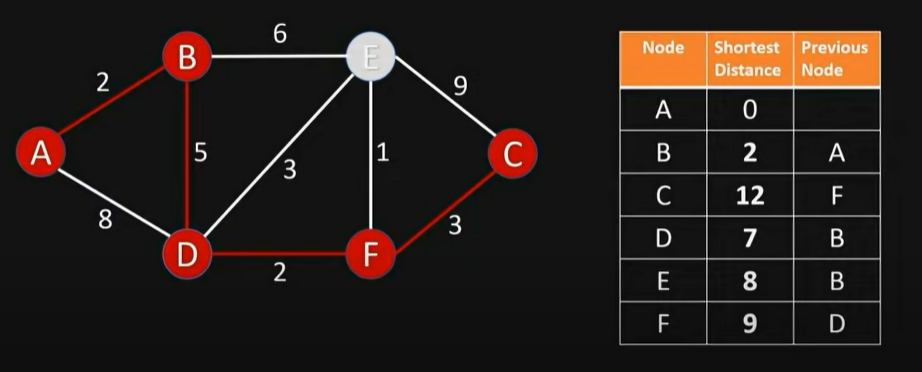 6
B
E
2
9
A
5
3
1
C
8
3
D
F
2
Node Shortest Distance Previous Node
A 0
B 2 A
C 12 F
D 7 B
E 8 B
F 9 D